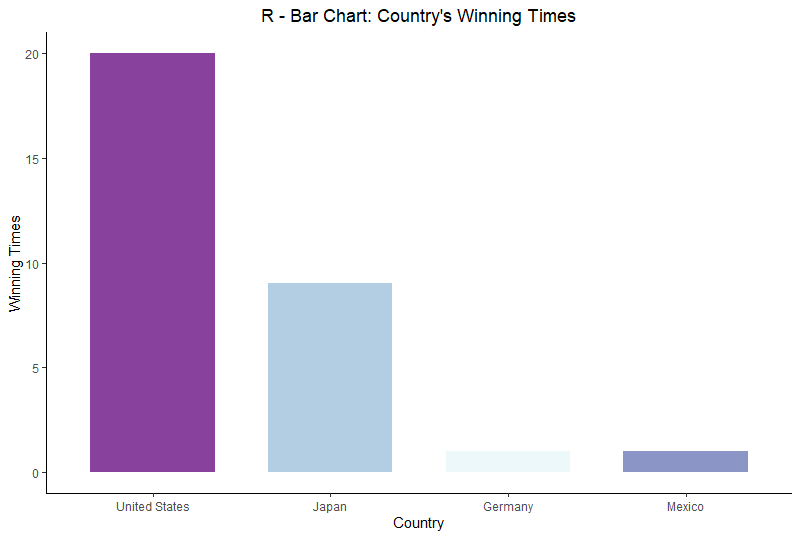 R - Bar Chart: Country's Winning Times
Winning Times
20
15
10
5
0
United States Japan Germany Mexico
Country